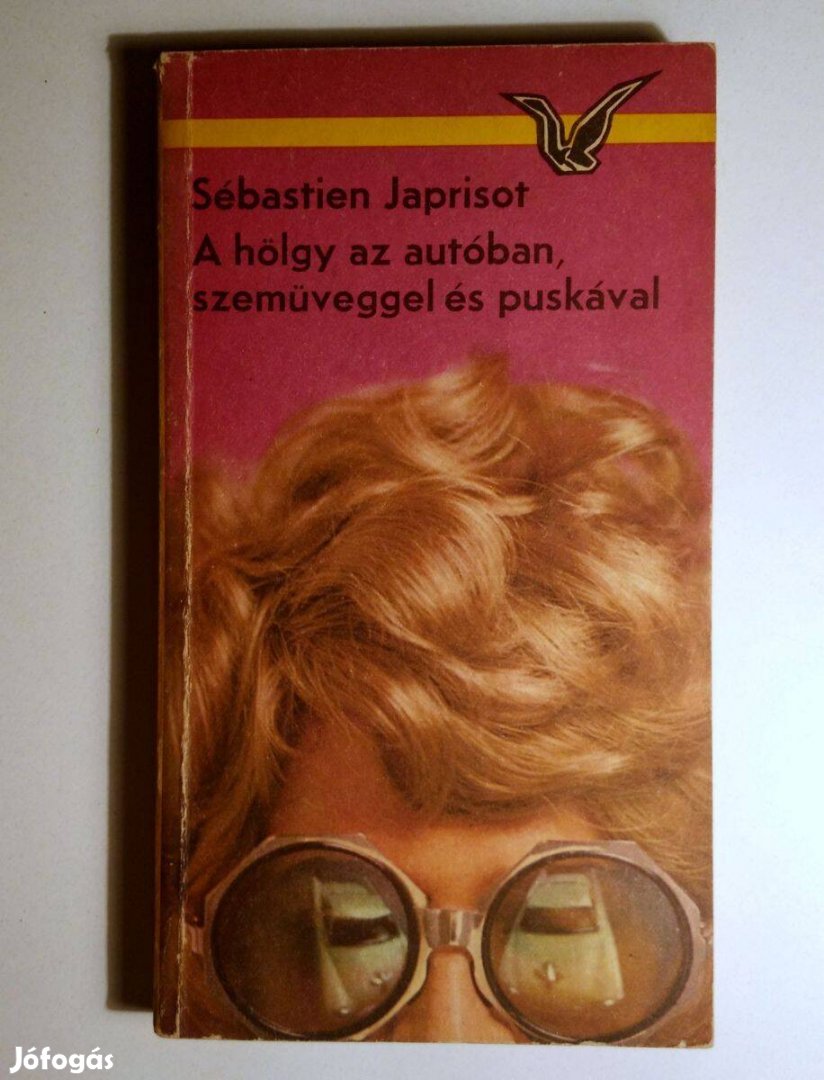 Sébastien Japrisot
A hölgy az autóban,
szemüveggel és puskával
Jófogás